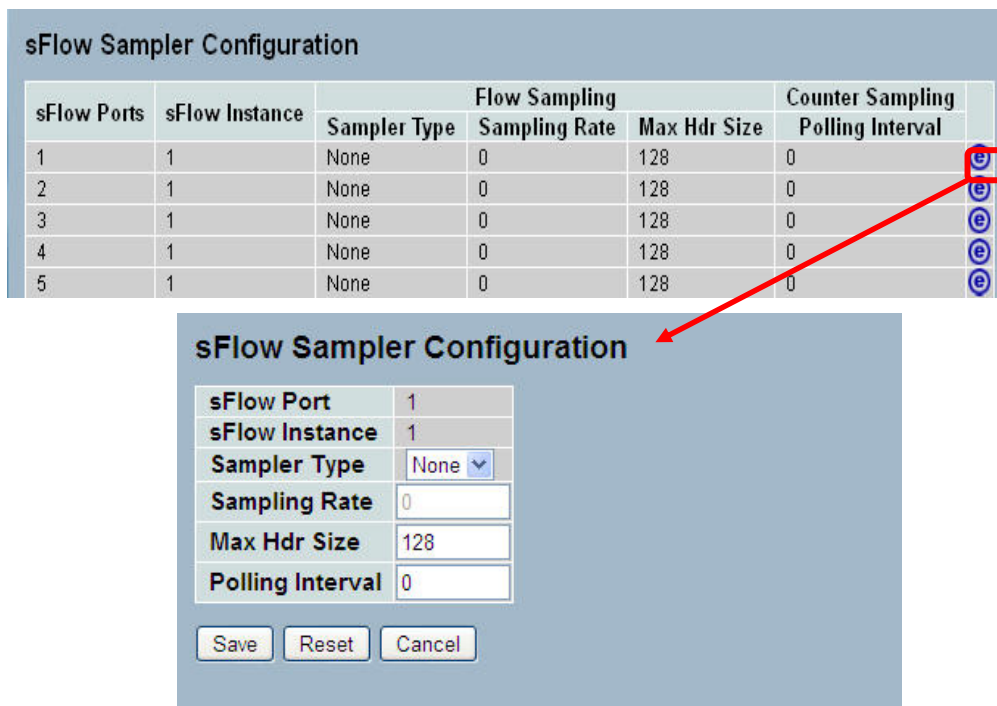 sFlow Sampler Configuration
sFlow Ports sFlow Instance Flow Sampling Counter Sampling
Sampler Type Sampling Rate Max Hdr Size Polling Interval
1 1 None 0 128 0 e
2 1 None 0 128 0 e
3 1 None 0 128 0 e
4 1 None 0 128 0 e
5 1 None 0 128 0 e
sFlow Sampler Configuration
sFlow Port 1
sFlow Instance 1
Sampler Type None
Sampling Rate 0
Max Hdr Size 128
Polling Interval 0
Save Reset Cancel